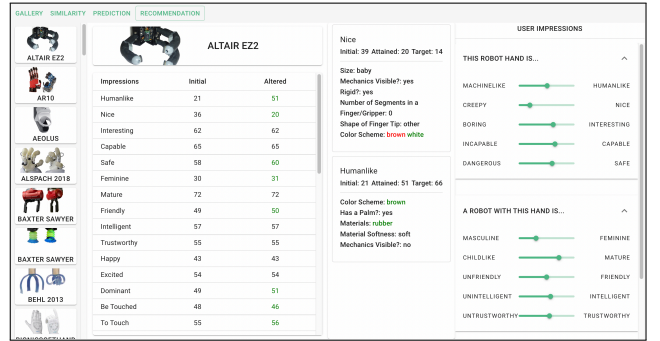 GALLERY SIMILARITY PREDICTION RECOMMENDATION
ALTAIR EZ2
AR10
AEOLUS
ALSPACH 2018
BAXTER SAWYER
BAXTER SAWYER
BEHL 2013
ALTAIR EZ2
Impressions Initial Altered
Humanlike 21 51
Nice 36 20
Interesting 62 62
Capable 65 65
Safe 58 60
Feminine 30 31
Mature 72 72
Friendly 49 50
Intelligent 57 57
Trustworthy 55 55
Happy 43 43
Excited 54 54
Dominant 49 51
Be Touched 48 46
To Touch 55 56
Nice
Initial: 39 Attained: 20 Target: 14
Size: baby
Mechanics Visible?: yes
Rigid?: yes
Number of Segments in a
Finger/Gripper: 0
Shape of Finger Tip: other
Color Scheme: brown white
Humanlike
Initial: 21 Attained: 51 Target: 66
Color Scheme: brown
Has a Palm?: yes
Materials: rubber
Material Softness: soft
Mechanics Visible?: no
USER IMPRESSIONS
THIS ROBOT HAND IS...
MACHINELIKE HUMANLIKE
CREEPY NICE
BORING INTERESTING
INCAPABLE CAPABLE
DANGEROUS SAFE
A ROBOT WITH THIS HAND IS...
MASCULINE FEMININE
CHILDLIKE MATURE
UNFRIENDLY FRIENDLY
UNINTELLIGENT INTELLIGENT
UNTRUSTWORTHY TRUSTWORTHY